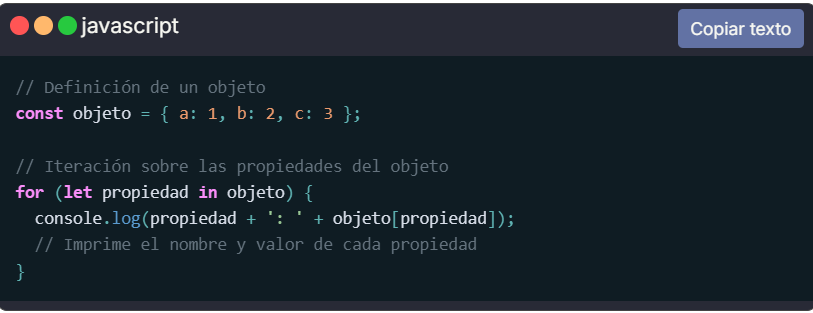 javascript
Copiar texto
// Definición de un objeto
const objeto = { a: 1, b: 2, c: 3 };
// Iteración sobre las propiedades del objeto
for (let propiedad in objeto) {
console.log(propiedad + ': ' + objeto[propiedad]);
// Imprime el nombre y valor de cada propiedad
}